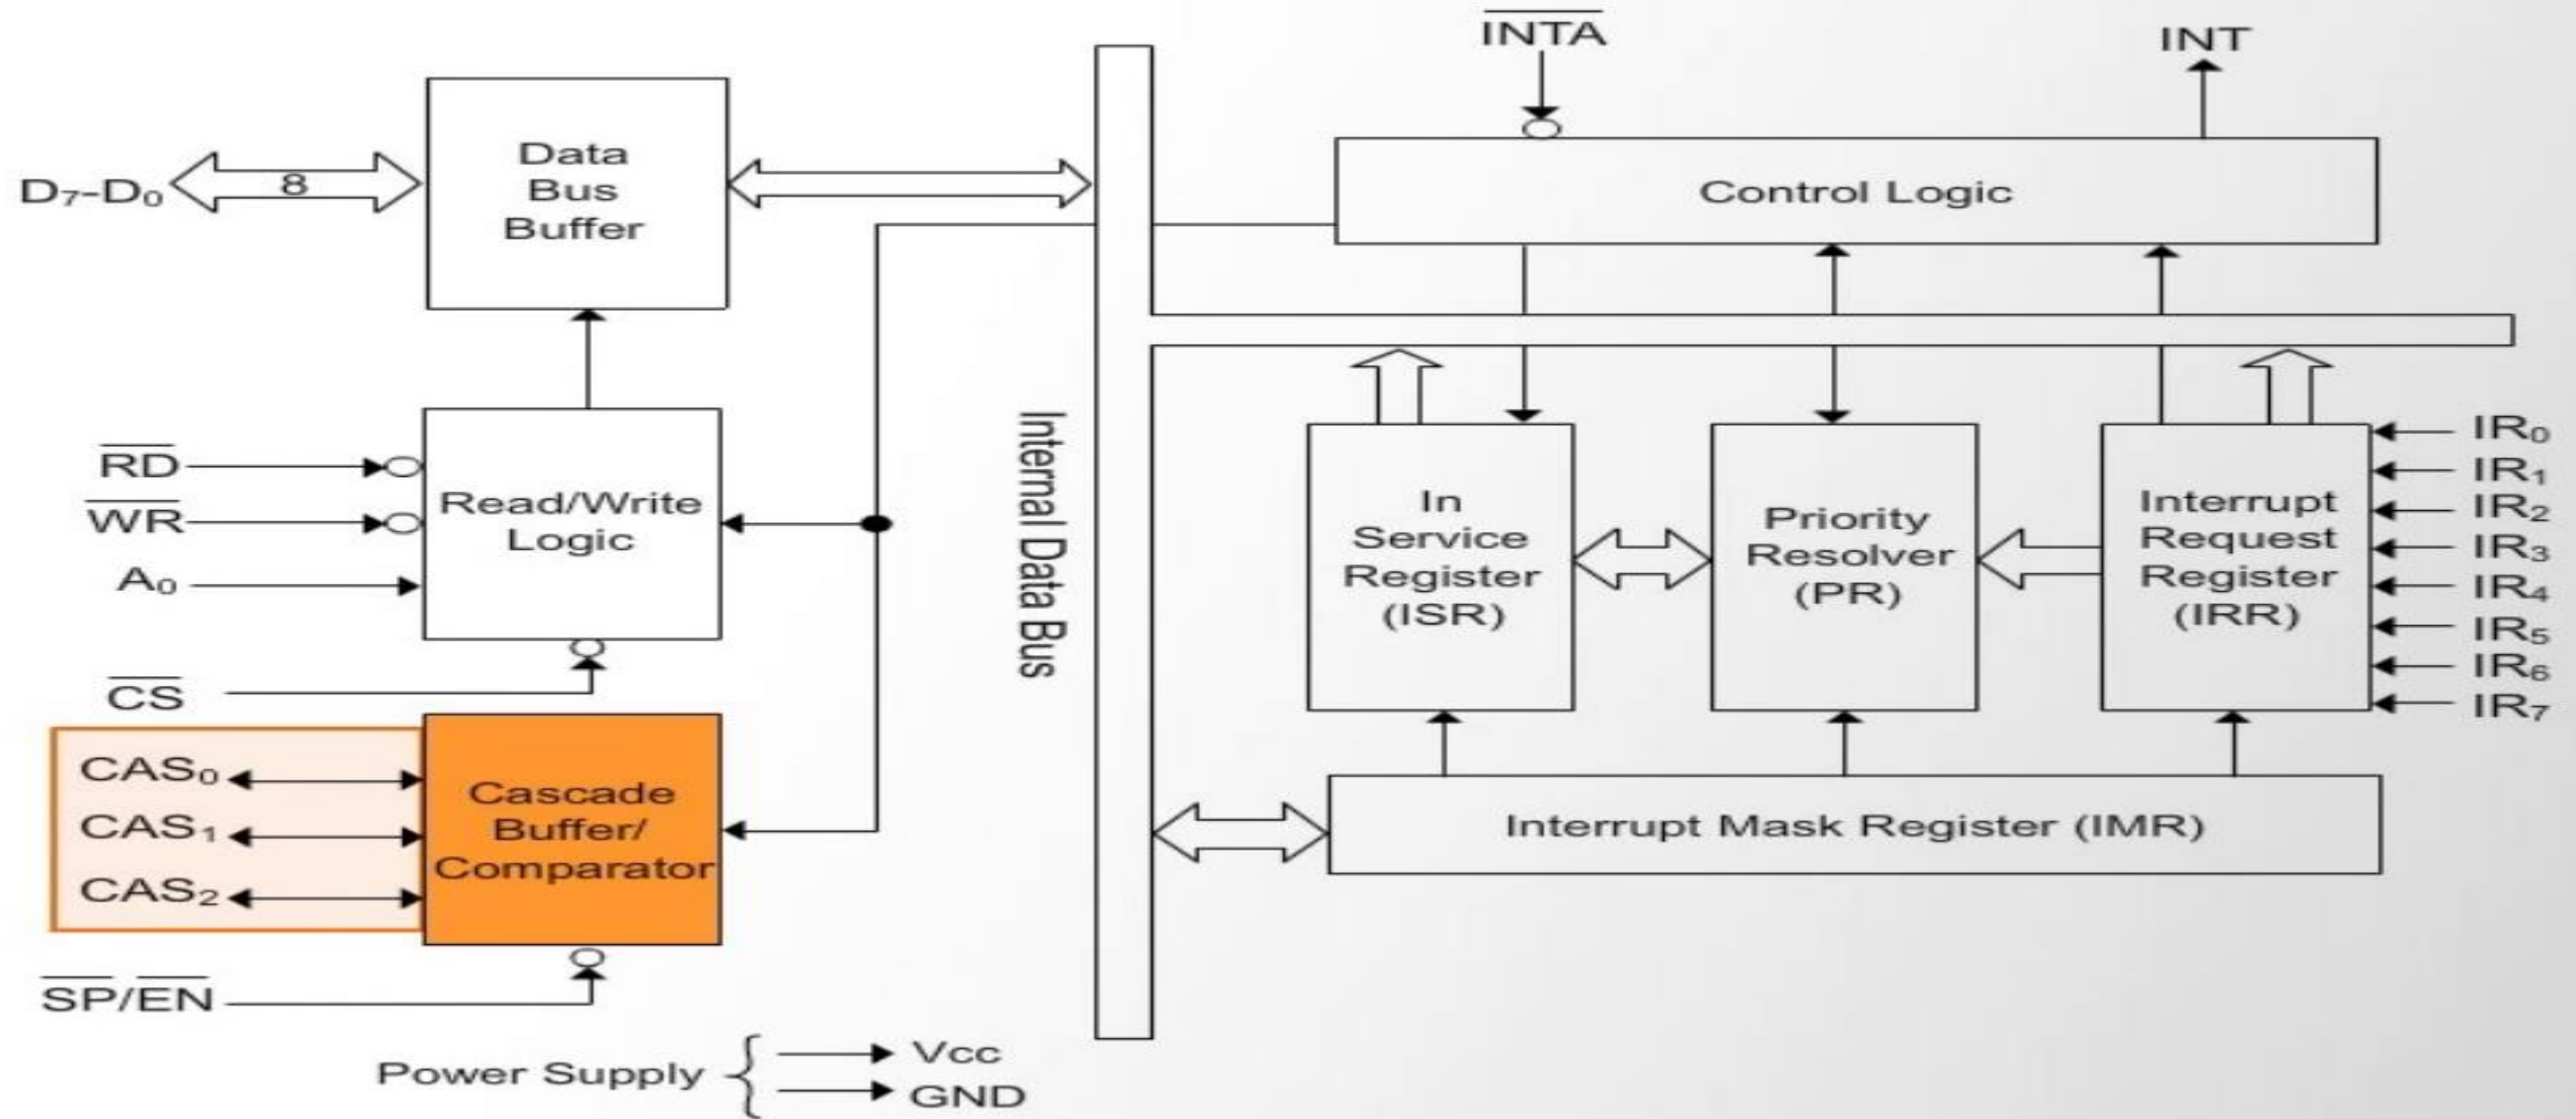 INTA
INT
Data
Bus
Buffer
D₇-D₀
8
Control Logic
RD
WR
A₀
Read/Write
Logic
CS
Internal Data Bus
In
Service
Register
(ISR)
Priority
Resolver
(PR)
Interrupt
Request
Register
(IRR)
IR₀
IR₁
IR₂
IR₃
IR₄
IR₅
IR₆
IR₇
CAS₀
CAS₁
CAS₂
Cascade
Buffer/
Comparator
Interrupt Mask Register (IMR)
SP/EN
Power Supply
Vcc
GND